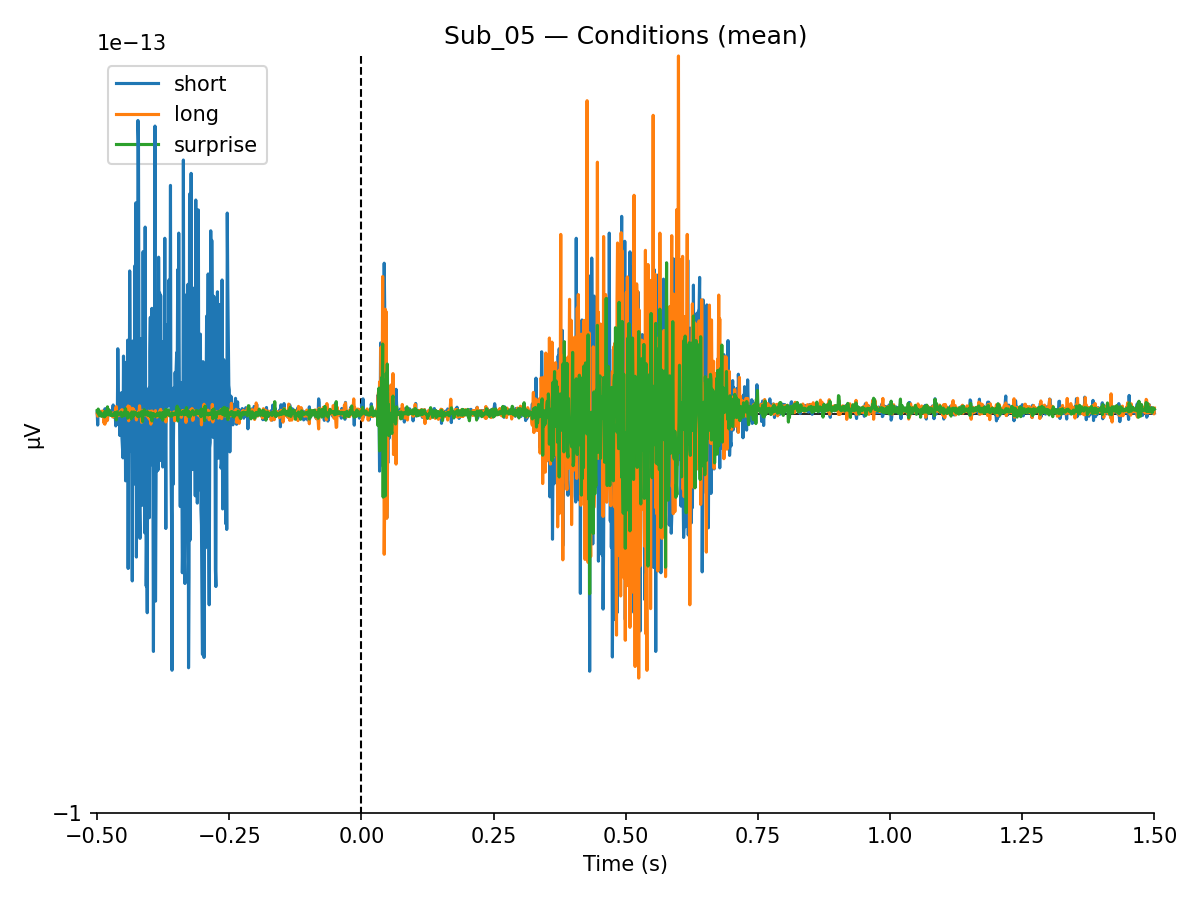 Sub_05 — Conditions (mean)
1e−13
short
long
surprise
µV
−1
−0.50 −0.25 0.00 0.25 0.50 0.75 1.00 1.25 1.50
Time (s)